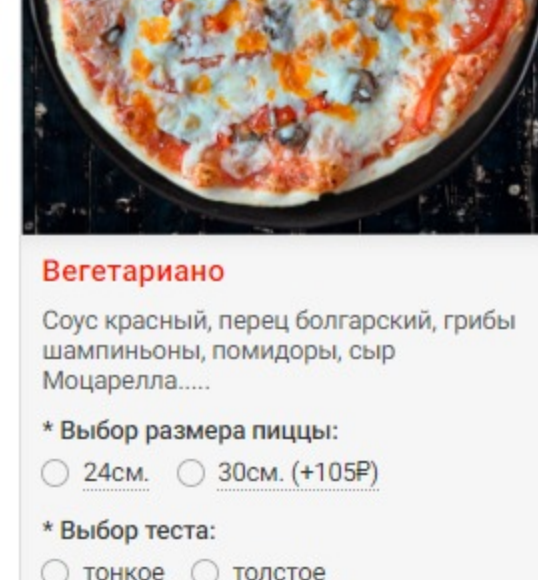 Вегетариано
Соус красный, перец болгарский, грибы
шампиньоны, помидоры, сыр
Моцарелла.....
* Выбор размера пиццы:
24см. 30см. (+105₽)
* Выбор теста:
тонкое толстое